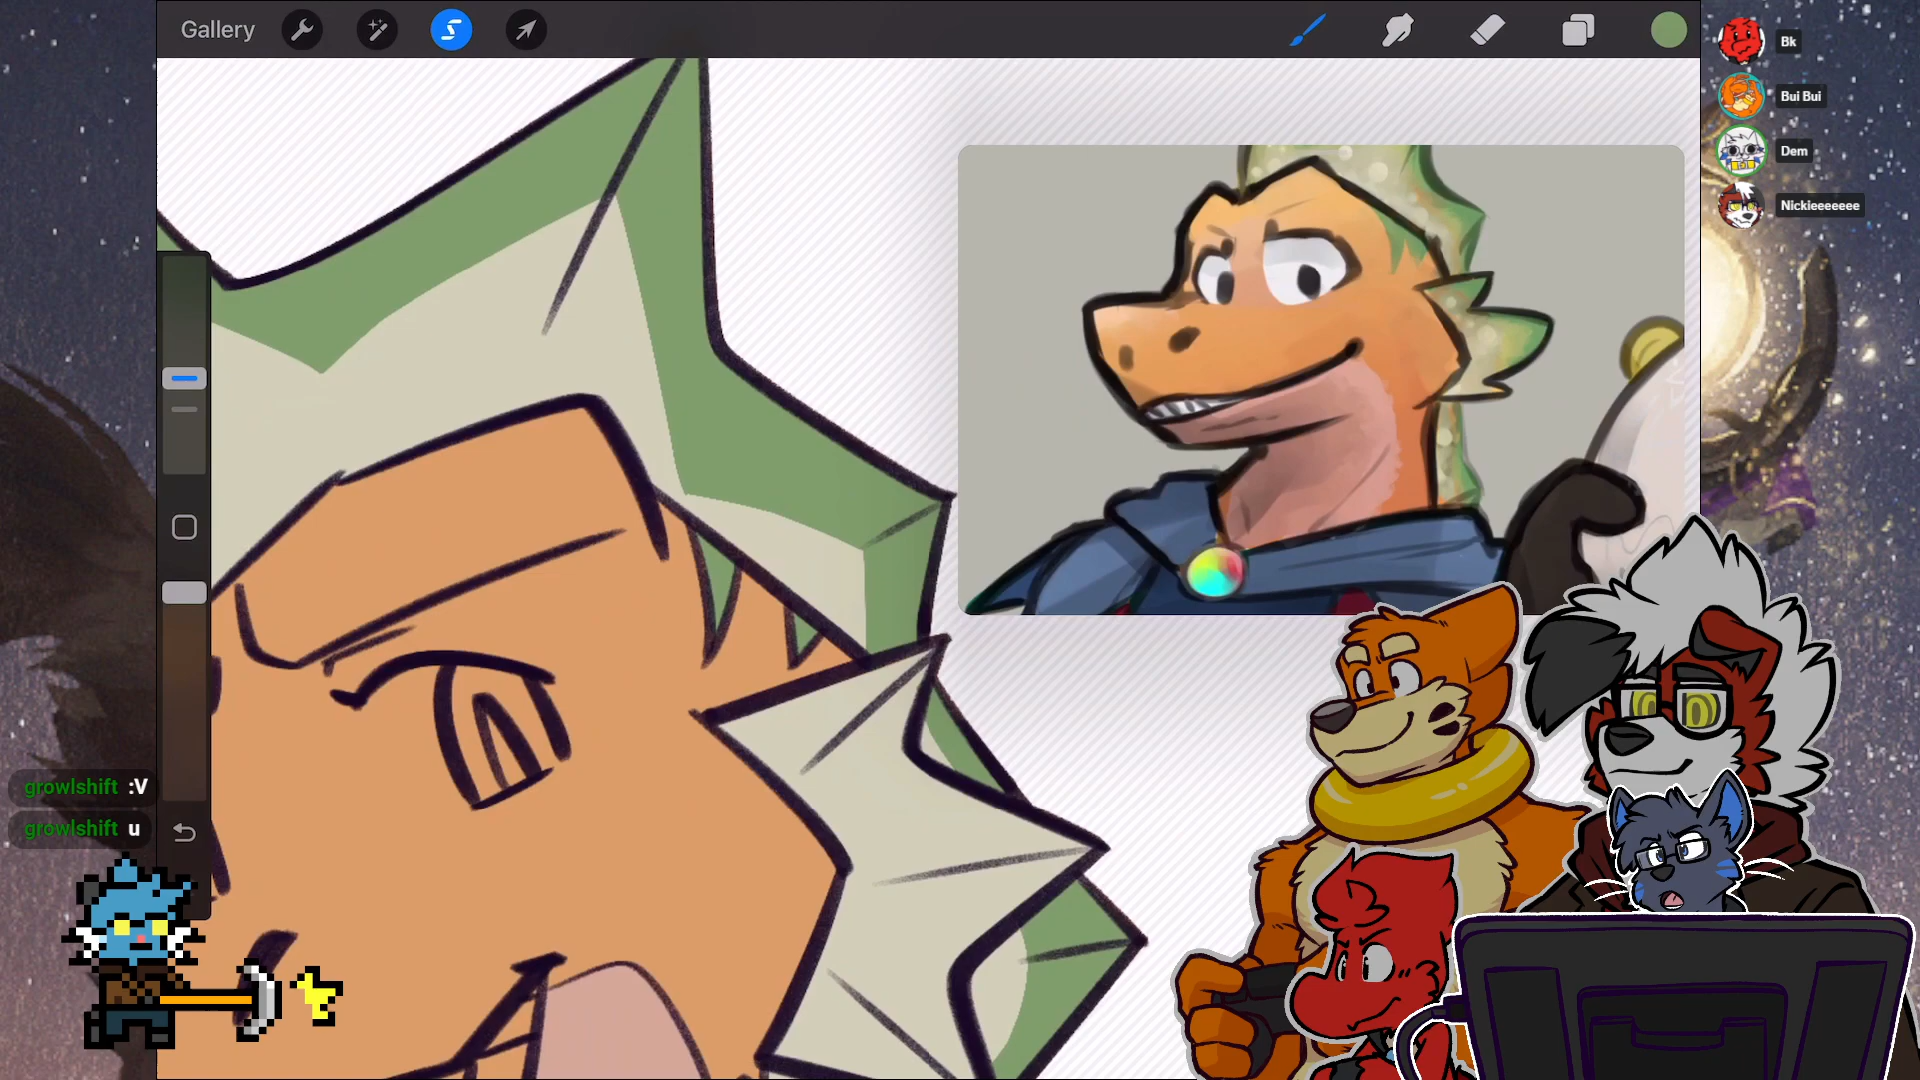 Gallery
Bk
Bui Bui
Dem
Nickieeeeeee
growlshift :V
growlshift u